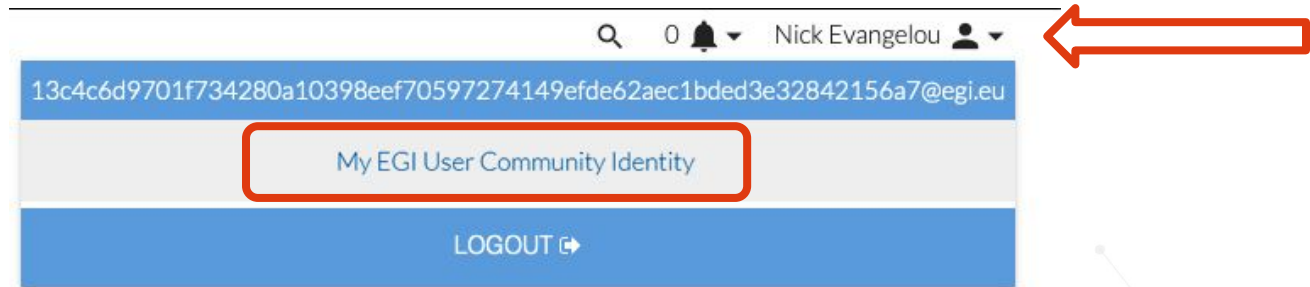 0 Nick Evangelou
13c4c6d9701f734280a10398eef70597274149efde62aec1bded3e32842156a7@egi.eu
My EGI User Community Identity
LOGOUT